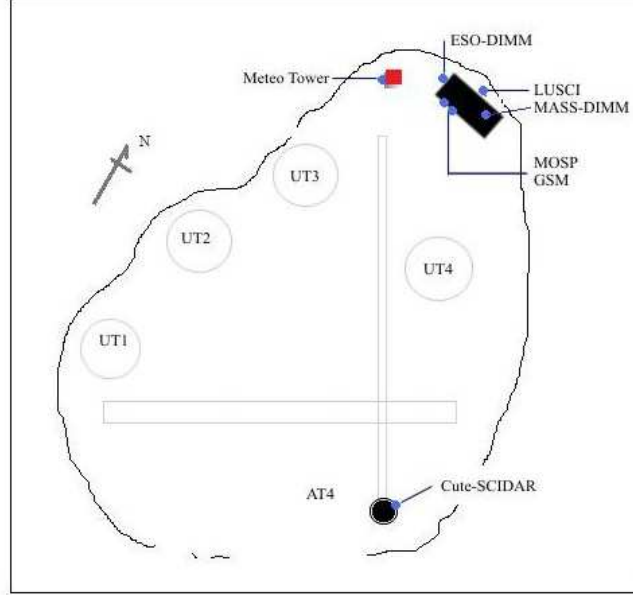 ESO-DIMM
Meteo Tower
LUSCI
MASS-DIMM
N
MOSP
GSM
UT3
UT2
UT4
UT1
Cute-SCIDAR
AT4